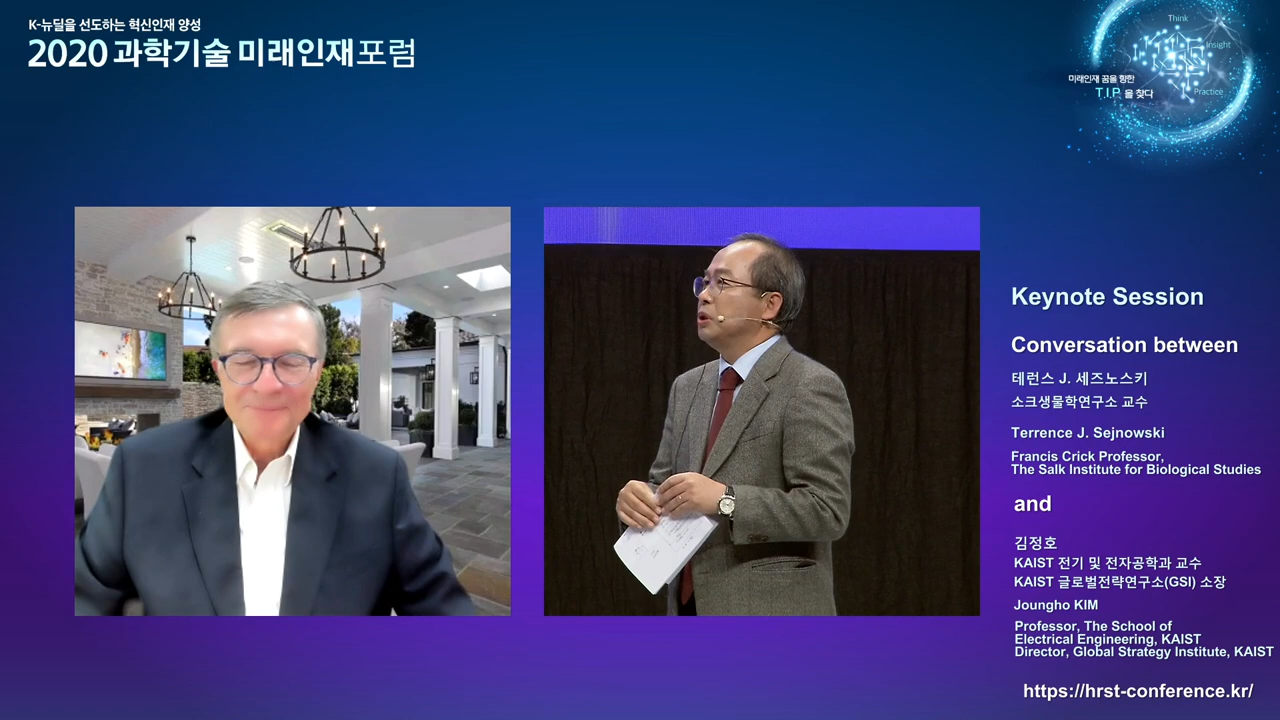 K-뉴딜을 선도하는 혁신인재 양성
2020 과학기술 미래인재포럼
Think
KAIST
Insight
미래인재 꿈을 향한
T.I.P 을 찾다
Practice
Keynote Session
Conversation between
테런스 J. 세즈노스키
소크생물학연구소 교수
Terrence J. Sejnowski
Francis Crick Professor,
The Salk Institute for Biological Studies
and
김정호
KAIST 전기 및 전자공학과 교수
KAIST 글로벌전략연구소(GSI) 소장
Joungho KIM
Professor, The School of
Electrical Engineering, KAIST
Director, Global Strategy Institute, KAIST
https://hrst-conference.kr/